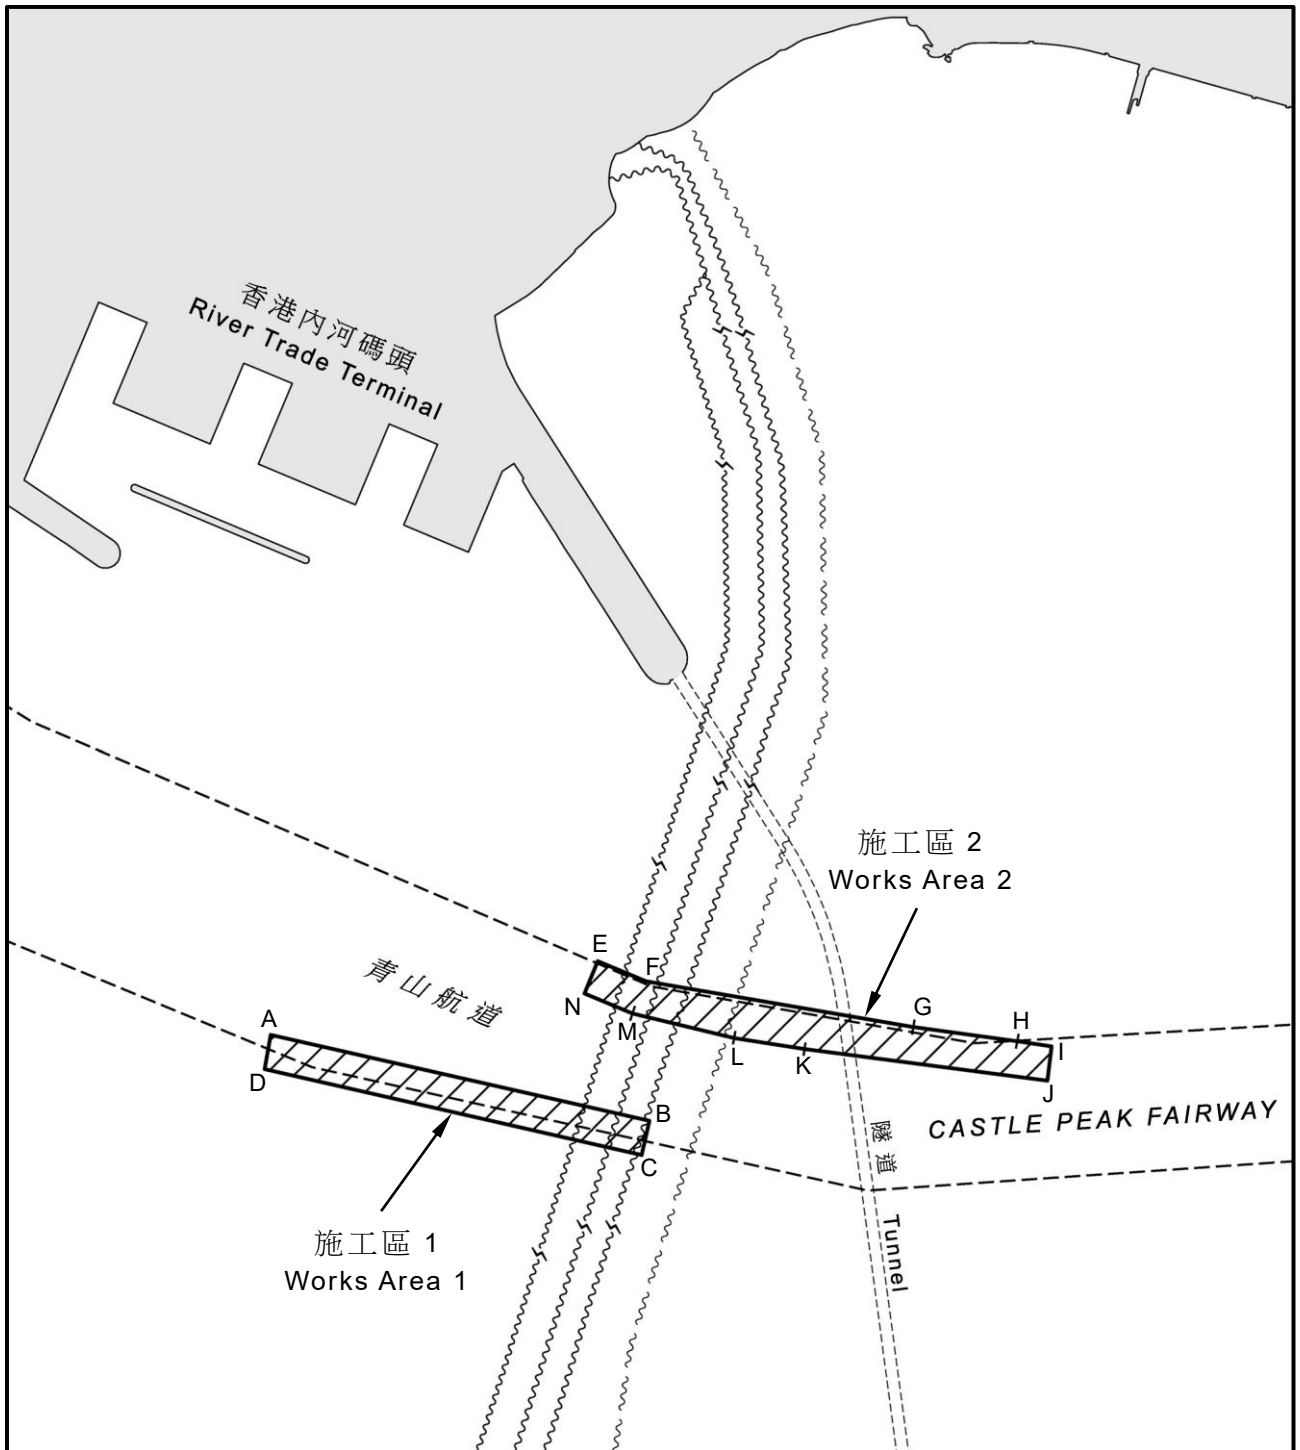 香港內河碼頭
River Trade Terminal
施工區 2
Works Area 2
E
F
青山航道
N
G
H
A
M
I
L
K
D
J
B
CASTLE PEAK FAIRWAY
C
隧道
Tunnel
施工區 1
Works Area 1